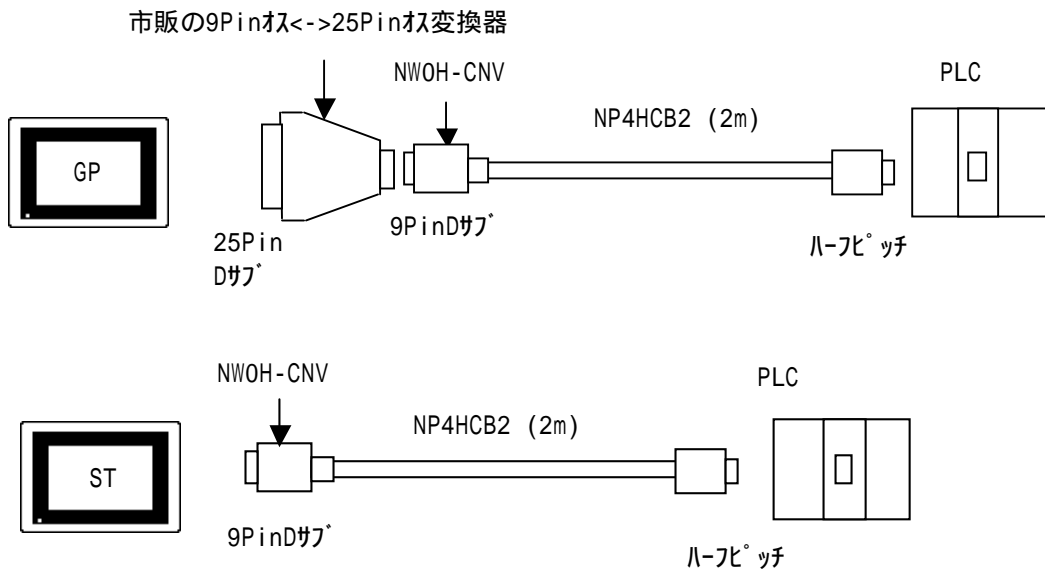 市販の9Pinｵｽ<->25Pinｵｽ変換器
NWOH-CNV
PLC
NP4HCB2 (2m)
GP
9PinDｻﾌﾞ
25Pin
Dｻﾌﾞ
ﾊｰﾌﾋﾟｯﾁ
NWOH-CNV
PLC
NP4HCB2 (2m)
ST
9PinDｻﾌﾞ
ﾊｰﾌﾋﾟｯﾁ